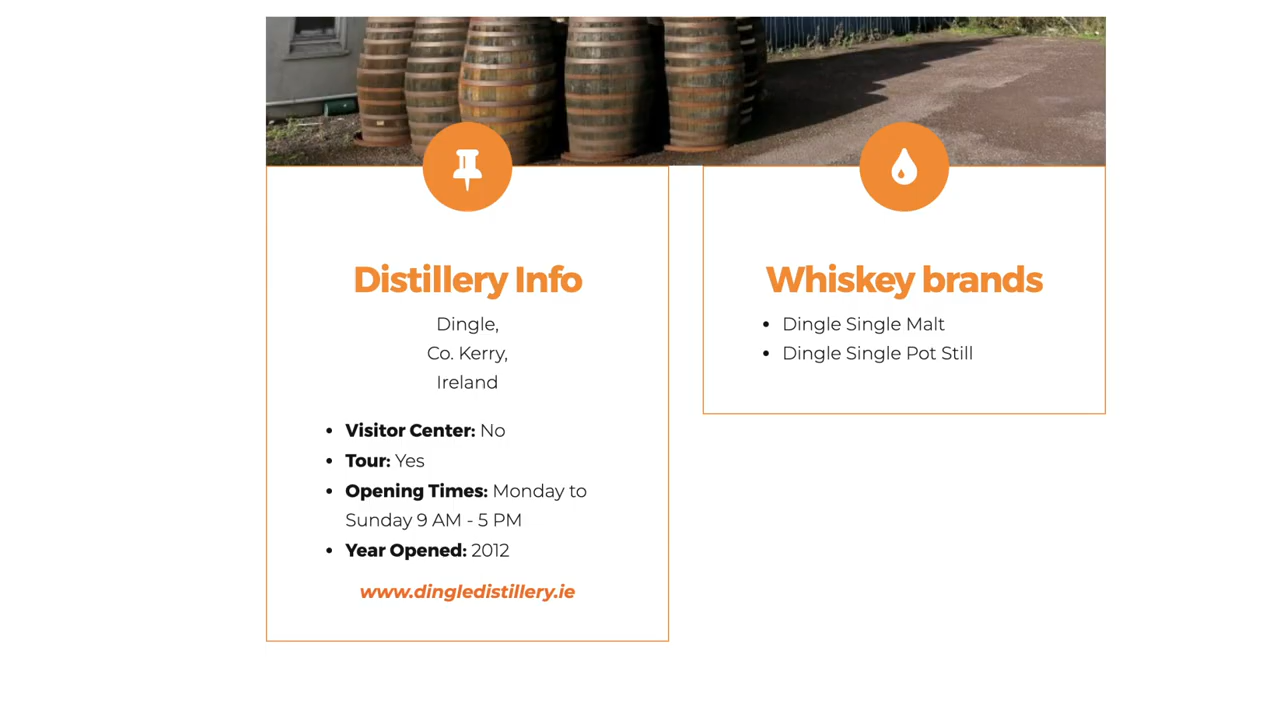 Distillery Info
Dingle,
Co. Kerry,
Ireland
• Visitor Center: No
• Tour: Yes
• Opening Times: Monday to
Sunday 9 AM - 5 PM
• Year Opened: 2012
www.dingledistillery.ie
Whiskey brands
• Dingle Single Malt
• Dingle Single Pot Still